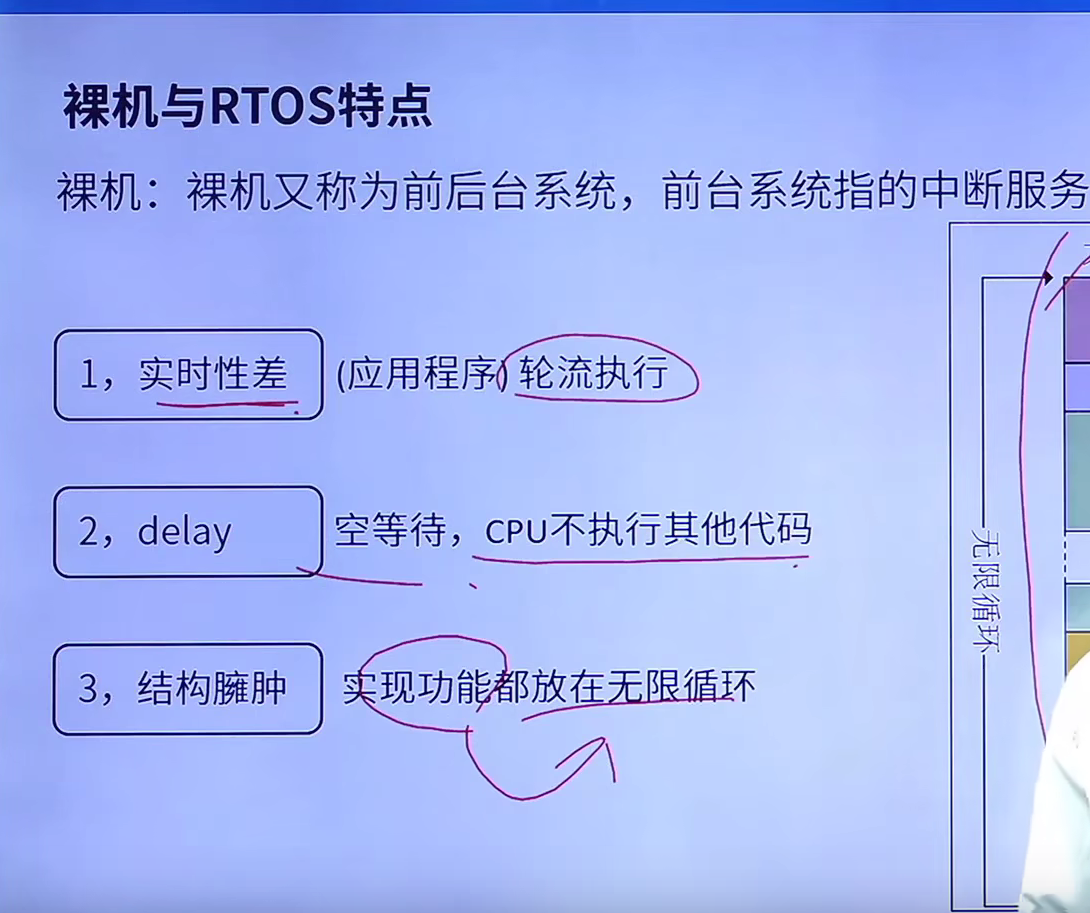 裸机与RTOS特点
裸机：裸机又称为前后台系统，前台系统指的中断服务
1，实时性差 (应用程序) 轮流执行
2，delay 空等待，CPU不执行其他代码
3，结构臃肿 实现功能都放在无限循环
无限循环